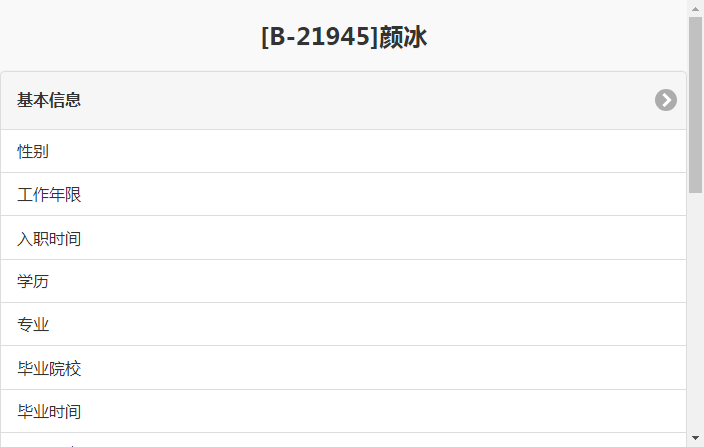 [B-21945]颜冰
基本信息
性别
工作年限
入职时间
学历
专业
毕业院校
毕业时间